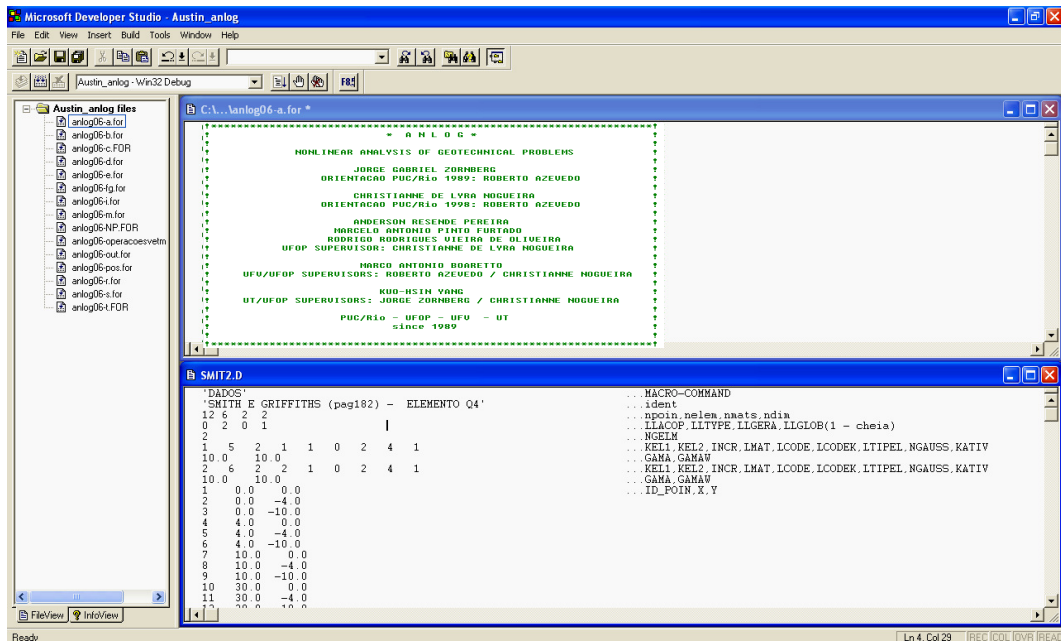 Microsoft Developer Studio - Austin_anlog
File Edit View Insert Build Tools Window Help
Austin_anlog - Win32 Debug
Austin_anlog files
anlog06-a.for
anlog06-b.for
anlog06-c.FOR
anlog06-d.for
anlog06-e.for
anlog06-fg.for
anlog06-i.for
anlog06-m.for
anlog06-NP.FOR
anlog06-operacoesvetm
anlog06-out.for
anlog06-pos.for
anlog06-r.for
anlog06-s.for
anlog06-t.FOR
FileView InfoView
C:\...\anlog06-a.for *
* A N L O G *
NONLINEAR ANALYSIS OF GEOTECHNICAL PROBLEMS
JORGE GABRIEL ZORNBERG
ORIENTACAO PUC/Rio 1989: ROBERTO AZEVEDO
CHRISTIANNE DE LYRA NOGUEIRA
ORIENTACAO PUC/Rio 1998: ROBERTO AZEVEDO
ANDERSON RESENDE PEREIRA
MARCELO ANTONIO PINTO FURTADO
RODRIGO RODRIGUES VIEIRA DE OLIVEIRA
UFOP SUPERVISOR: CHRISTIANNE DE LYRA NOGUEIRA
MARCO ANTONIO BOARETTO
UFV/UFOP SUPERVISORS: ROBERTO AZEVEDO / CHRISTIANNE NOGUEIRA
KUO-HSIN YANG
UT/UFOP SUPERVISORS: JORGE ZORNBERG / CHRISTIANNE NOGUEIRA
PUC/Rio - UFOP - UFV - UT
since 1989
SMIT2.D
'DADOS' ...MACRO-COMMAND
'SMITH E GRIFFITHS (pag182) - ELEMENTO Q4' ...ident
12 6 2 2 ...npoin,nelem,nmats,ndim
0 2 0 1 ...LLACOP,LLTYPE,LLGERA,LLGLOB(1 - cheia)
2 ...NGELM
1 5 2 1 1 0 2 4 1 ...KEL1,KEL2,INCR,LMAT,LCODE,LCODEK,LTIPEL,NGAUSS,KATIV
10.0 10.0 ...GAMA,GAMAW
2 6 2 2 1 0 2 4 1 ...KEL1,KEL2,INCR,LMAT,LCODE,LCODEK,LTIPEL,NGAUSS,KATIV
10.0 10.0 ...GAMA,GAMAW
1 0.0 0.0 ...ID_POIN,X,Y
2 0.0 -4.0
3 0.0 -10.0
4 4.0 0.0
5 4.0 -4.0
6 4.0 -10.0
7 10.0 0.0
8 10.0 -4.0
9 10.0 -10.0
10 30.0 0.0
11 30.0 -4.0
Ready
Ln 4, Col 29 REC COL OVR READ